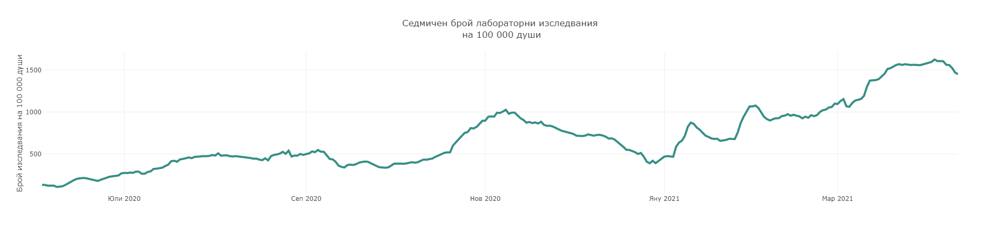 Седмичен брой лабораторни изследвания
на 100 000 души
Брой изследвания на 100 000 души
1500
1000
500
Юли 2020
Сеп 2020
Нов 2020
Яну 2021
Мар 2021